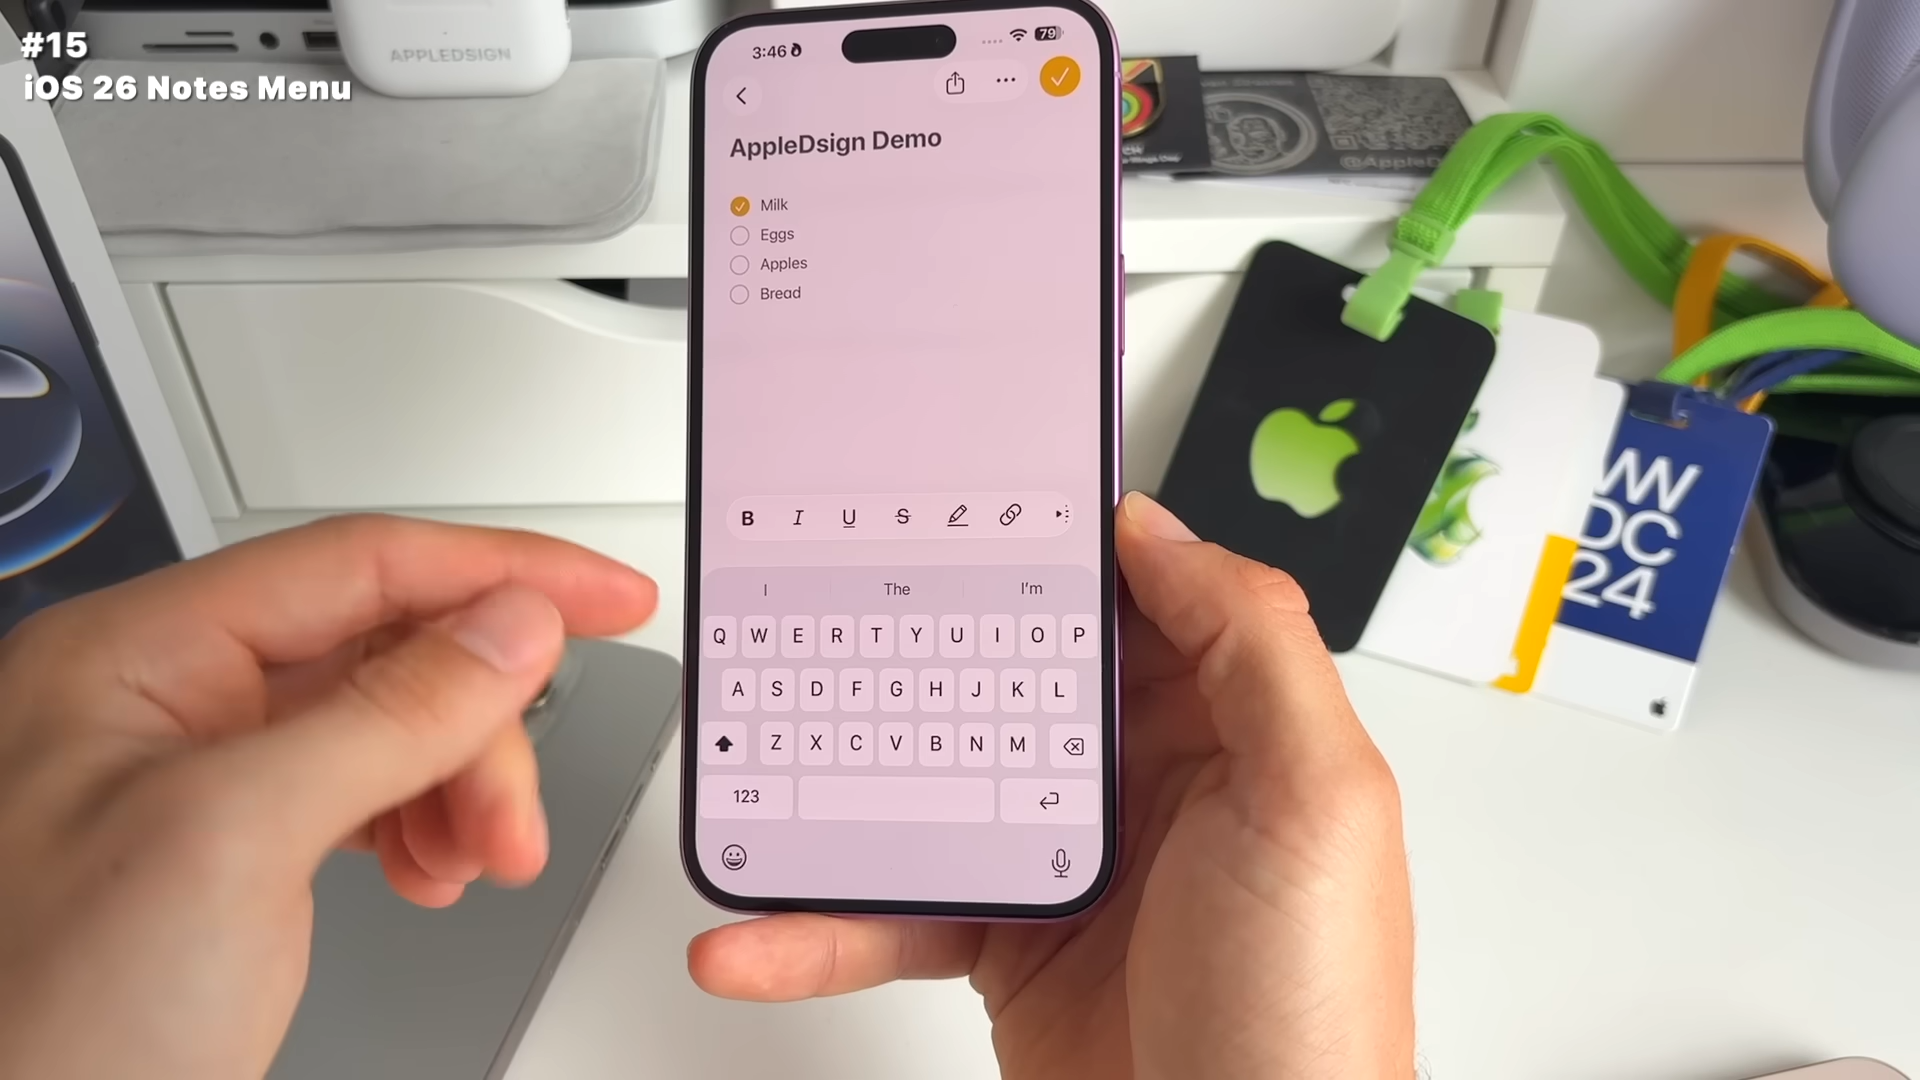 #15
iOS 26 Notes Menu
APPLEDSIGN
3:46
79
AppleDsign Demo
Milk
Eggs
Apples
Bread
B I U S
I The I'm
Q W E R T Y U I O P
A S D F G H J K L
Z X C V B N M
123
@AppleD
WW
DC
24